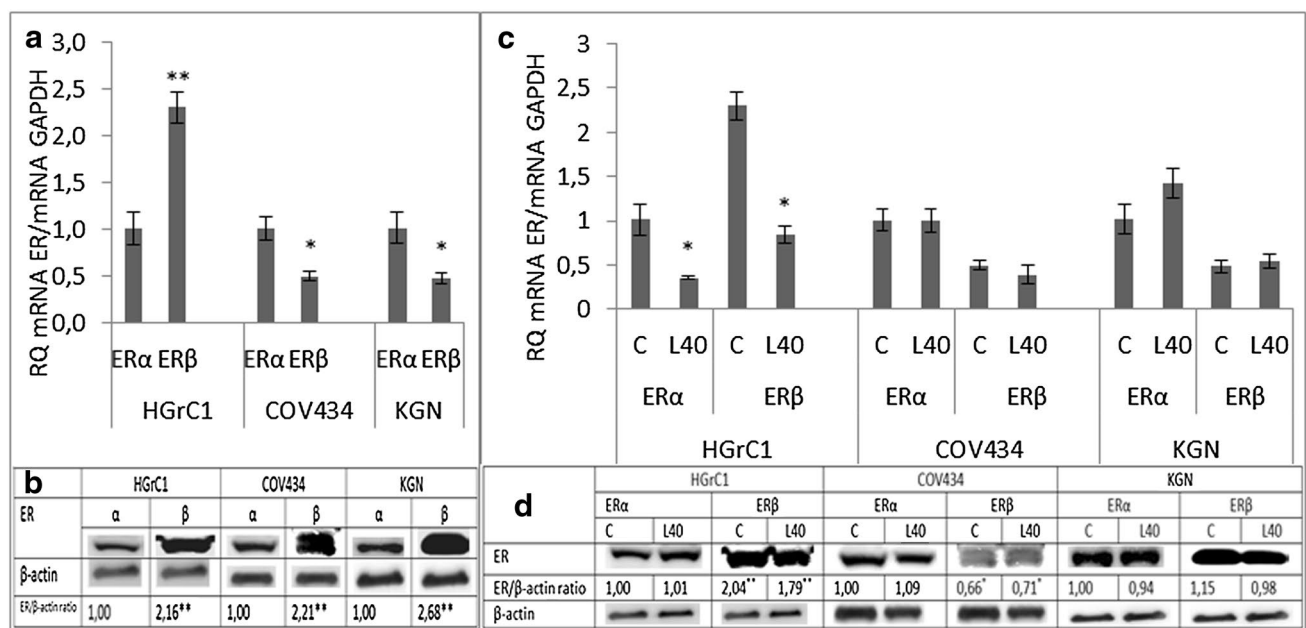 a
RQ mRNA ER/mRNA GAPDH
3,0
2,5
2,0
1,5
1,0
0,5
0,0
** * *
ERα ERβ ERα ERβ ERα ERβ
HGrC1 COV434 KGN
b
HGrC1 COV434 KGN
ER α β α β α β
β-actin
ER/β-actin ratio 1,00 2,16** 1,00 2,21** 1,00 2,68**
c
RQ mRNA ER/mRNA GAPDH
3
2,5
2
1,5
1
0,5
0
* *
C L40 C L40 C L40 C L40 C L40 C L40
ERα ERβ ERα ERβ ERα ERβ
HGrC1 COV434 KGN
d
HGrC1 COV434 KGN
ERα ERβ ERα ERβ ERα ERβ
C L40 C L40 C L40 C L40 C L40 C L40
ER
ER/β-actin ratio 1,00 1,01 2,04** 1,79** 1,00 1,09 0,66* 0,71* 1,00 0,94 1,15 0,98
β-actin